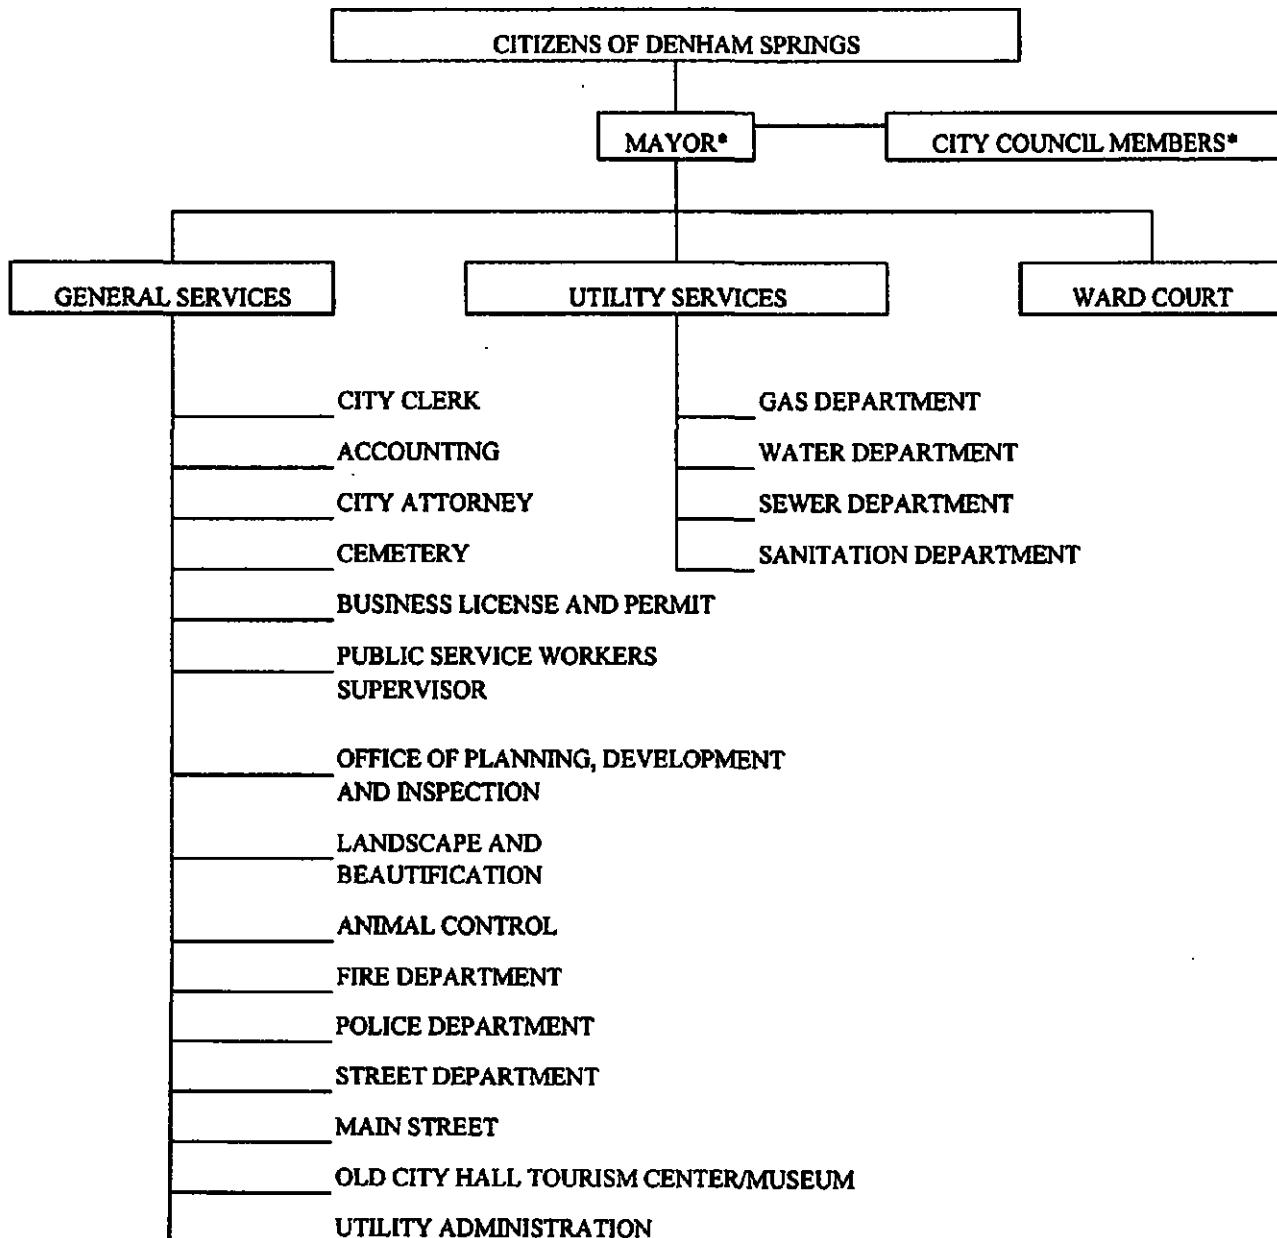 CITIZENS OF DENHAM SPRINGS
MAYOR*
CITY COUNCIL MEMBERS*
GENERAL SERVICES
UTILITY SERVICES
WARD COURT
CITY CLERK
ACCOUNTING
CITY ATTORNEY
CEMETERY
BUSINESS LICENSE AND PERMIT
PUBLIC SERVICE WORKERS
SUPERVISOR
OFFICE OF PLANNING, DEVELOPMENT
AND INSPECTION
LANDSCAPE AND
BEAUTIFICATION
ANIMAL CONTROL
FIRE DEPARTMENT
POLICE DEPARTMENT
STREET DEPARTMENT
MAIN STREET
OLD CITY HALL TOURISM CENTER/MUSEUM
UTILITY ADMINISTRATION
GAS DEPARTMENT
WATER DEPARTMENT
SEWER DEPARTMENT
SANITATION DEPARTMENT